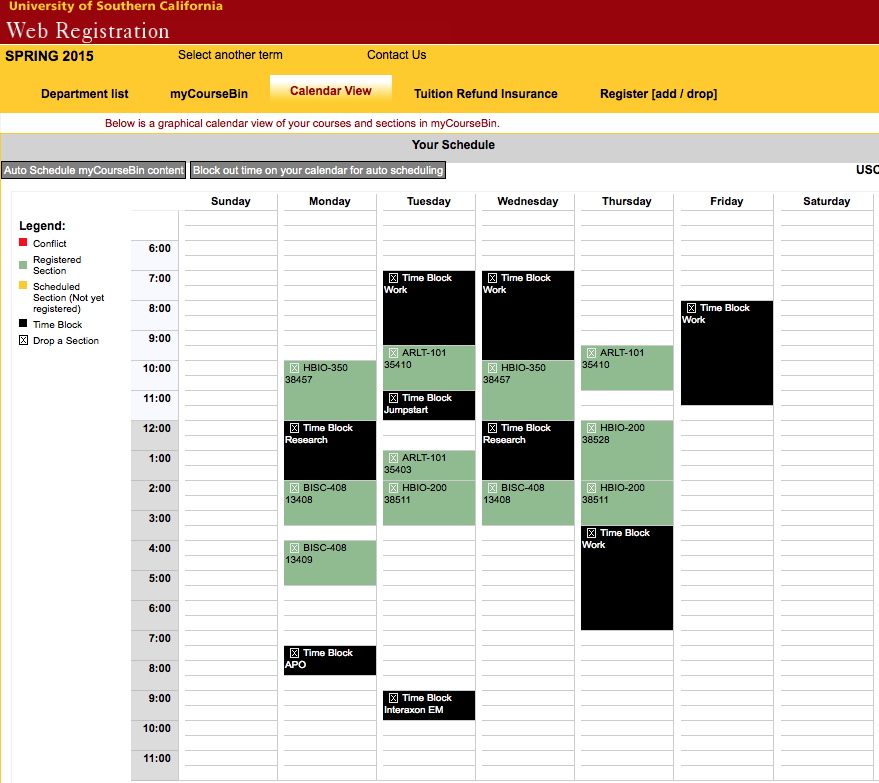 University of Southern California
Web Registration
SPRING 2015 Select another term Contact Us
Department list myCourseBin Calendar View Tuition Refund Insurance Register [add / drop]
Below is a graphical calendar view of your courses and sections in myCourseBin.
Your Schedule
Auto Schedule myCourseBin content Block out time on your calendar for auto scheduling USC
Sunday Monday Tuesday Wednesday Thursday Friday Saturday
Legend:
Conflict
Registered
Section
Scheduled
Section (Not yet
registered)
Time Block
Drop a Section
6:00
7:00
8:00
9:00
10:00
11:00
12:00
1:00
2:00
3:00
4:00
5:00
6:00
7:00
8:00
9:00
10:00
11:00
HBIO-350
38457
Time Block
Research
BISC-408
13408
BISC-408
13409
Time Block
APO
Time Block
Work
ARLT-101
35410
Time Block
Jumpstart
ARLT-101
35403
HBIO-200
38511
Time Block
Interaxon EM
Time Block
Work
HBIO-350
38457
Time Block
Research
BISC-408
13408
ARLT-101
35410
HBIO-200
38528
HBIO-200
38511
Time Block
Work
Time Block
Work